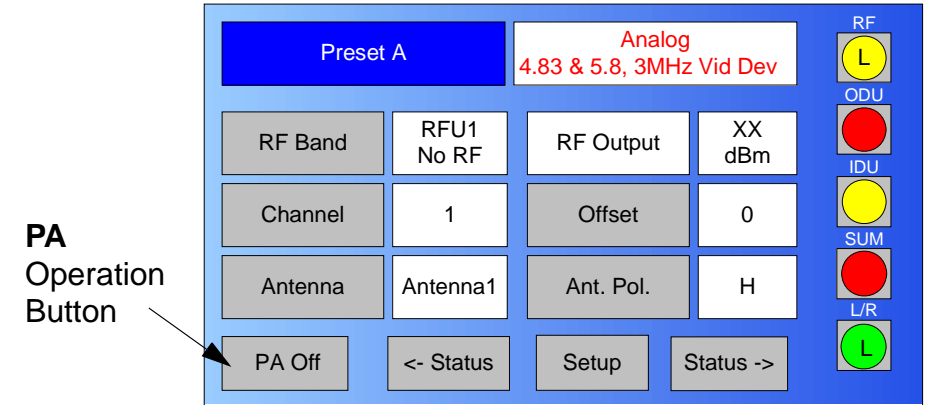 Preset A
Analog
4.83 & 5.8, 3MHz Vid Dev
RF
L
ODU
RF Band
RFU1
No RF
RF Output
XX
dBm
IDU
Channel
1
Offset
0
SUM
PA
Operation
Button
Antenna
Antenna1
Ant. Pol.
H
L/R
L
PA Off
<- Status
Setup
Status ->